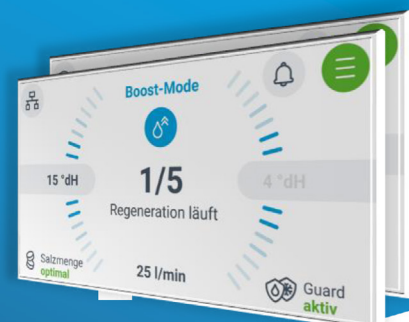 Boost-Mode
15 °dH
1/5
4 °dH
Regeneration läuft
Salzmenge
optimal
25 l/min
Guard
aktiv